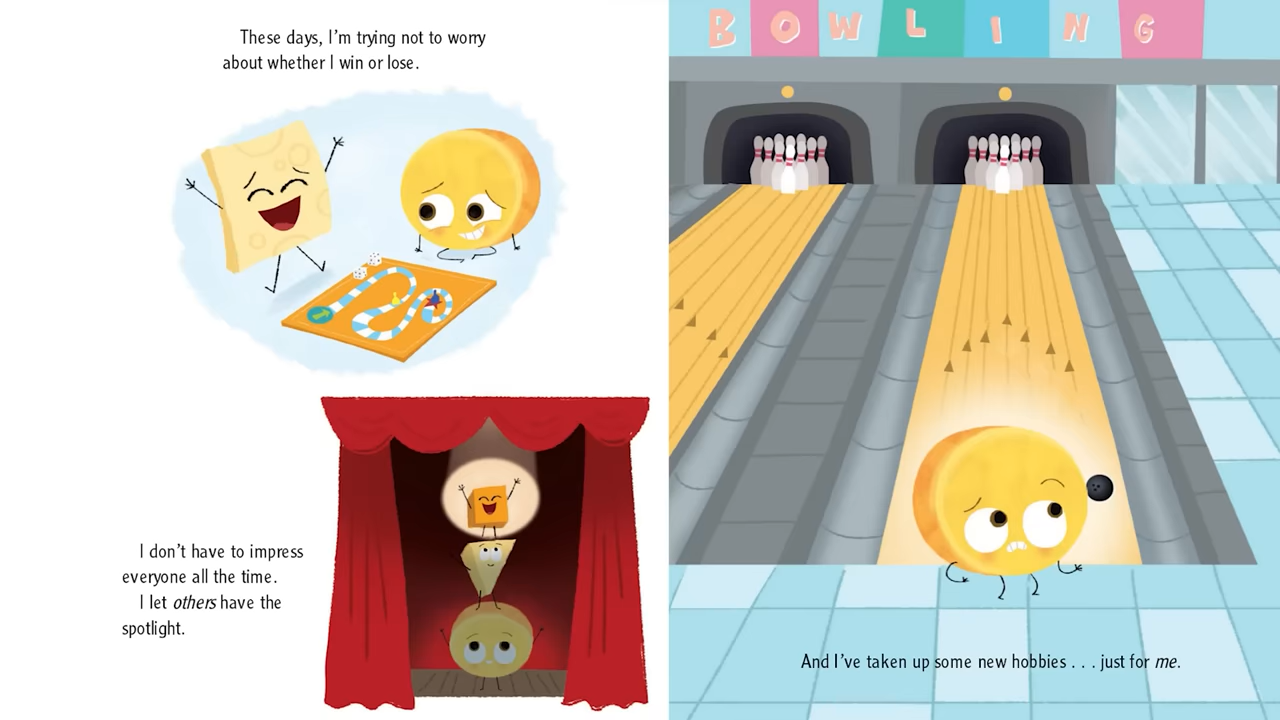 These days, I'm trying not to worry
about whether I win or lose.
I don't have to impress
everyone all the time.
I let others have the
spotlight.
BOWLING
And I've taken up some new hobbies . . . just for me.